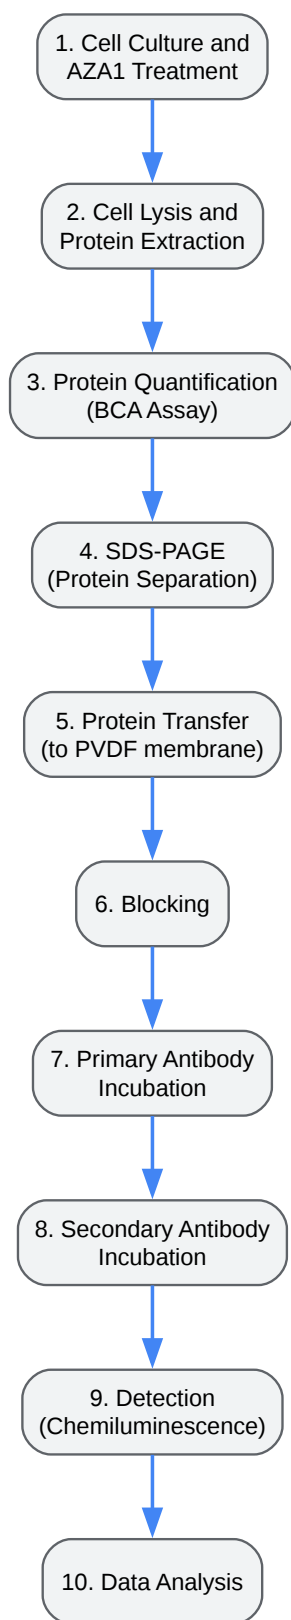 1. Cell Culture and
AZA1 Treatment
2. Cell Lysis and
Protein Extraction
3. Protein Quantification
(BCA Assay)
4. SDS-PAGE
(Protein Separation)
5. Protein Transfer
(to PVDF membrane)
6. Blocking
7. Primary Antibody
Incubation
8. Secondary Antibody
Incubation
9. Detection
(Chemiluminescence)
10. Data Analysis